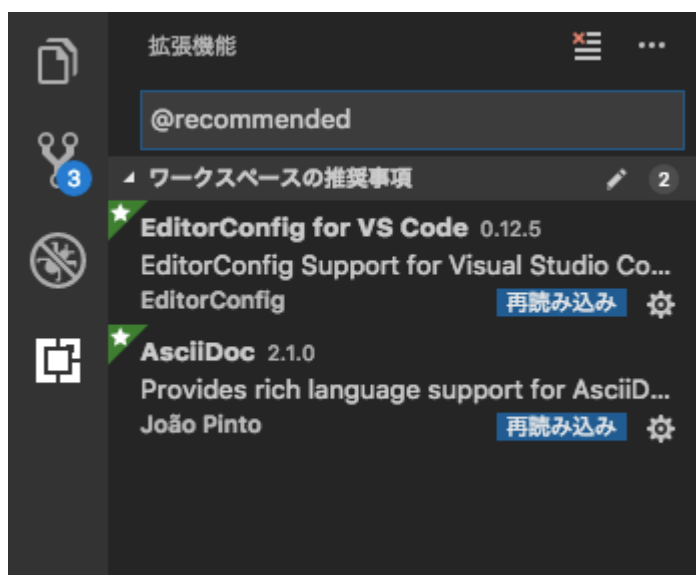 拡張機能
@recommended
3
ワークスペースの推奨事項 2
EditorConfig for VS Code 0.12.5
EditorConfig Support for Visual Studio Co...
EditorConfig 再読み込み
AsciiDoc 2.1.0
Provides rich language support for AsciiD...
João Pinto 再読み込み